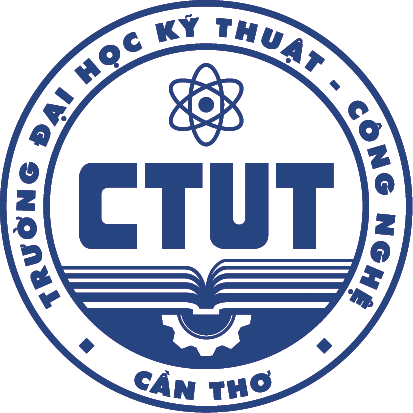 TRƯỜNG ĐẠI HỌC KỸ THUẬT - CÔNG NGHỆ
CTUT
CẦN THƠ